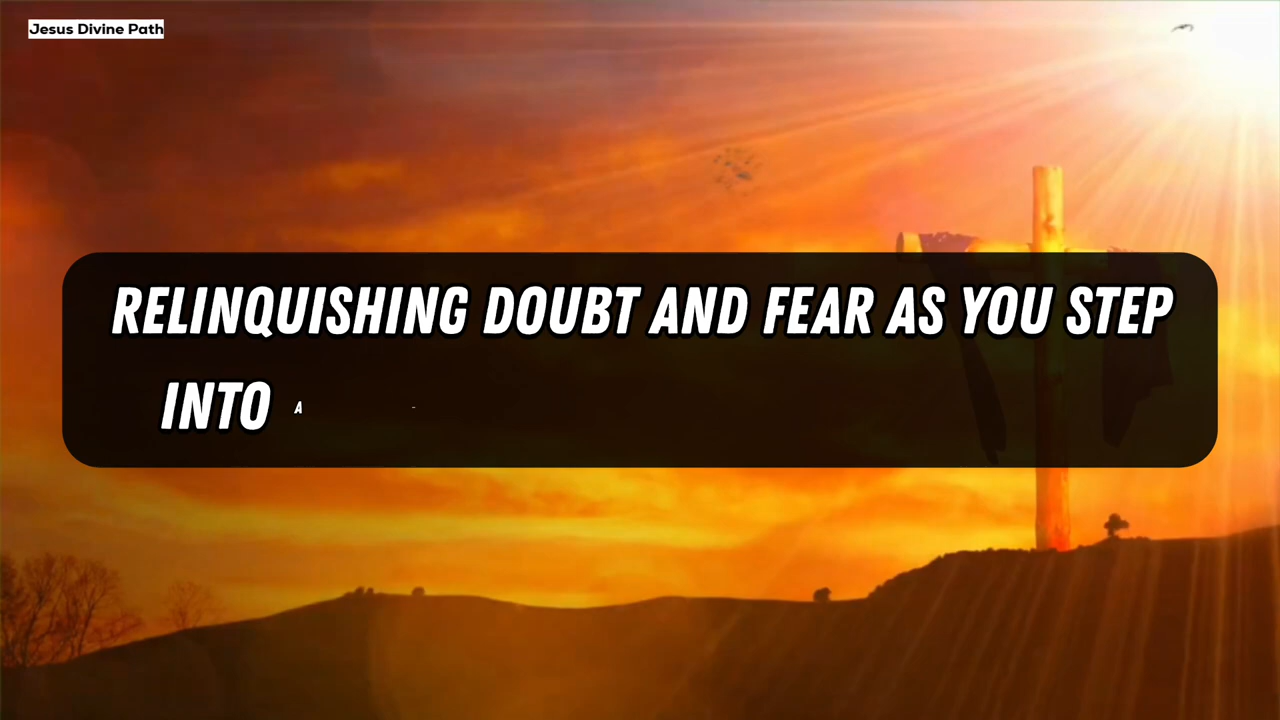 Jesus Divine Path
RELINQUISHING DOUBT AND FEAR AS YOU STEP
INTO A